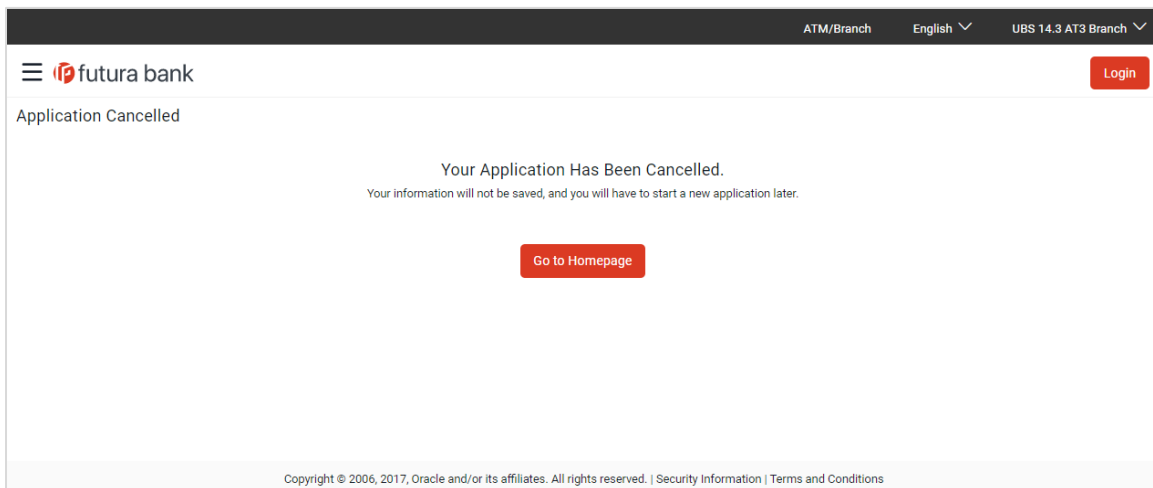 ATM/Branch English UBS 14.3 AT3 Branch
futura bank
Login
Application Cancelled
Your Application Has Been Cancelled.
Your information will not be saved, and you will have to start a new application later.
Go to Homepage
Copyright © 2006, 2017, Oracle and/or its affiliates. All rights reserved. | Security Information | Terms and Conditions